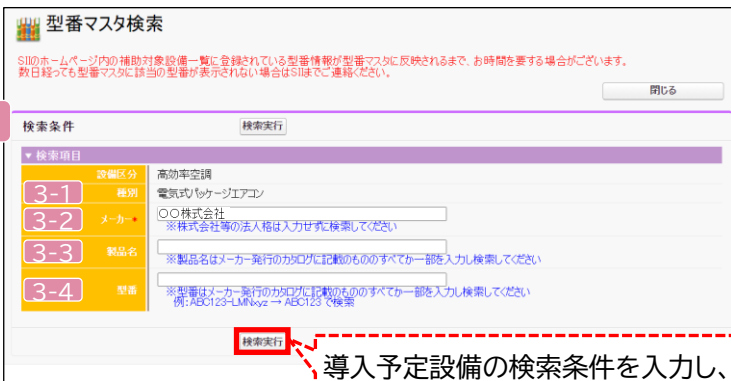 型番マスタ検索
SIIのホームページ内の補助対象設備一覧に登録されている型番情報が型番マスタに反映されるまで、お時間を要する場合がございます。
数日経っても型番マスタに該当の型番が表示されない場合はSIIまでご連絡ください。
閉じる
検索条件 検索実行
▼検索項目
設備区分 高効率空調
3-1 種別 電気式パッケージエアコン
3-2 メーカー* 〇〇株式会社
※株式会社等の法人格は入力せずに検索してください
3-3 製品名
※製品名はメーカー発行のカタログに記載のもののすべてか一部を入力し検索してください
3-4 型番
※型番はメーカー発行のカタログに記載のもののすべてか一部を入力し検索してください
例:ABC123-LMNxyz → ABC123 で検索
検索実行
導入予定設備の検索条件を入力し、